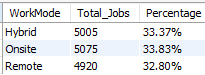 WorkMode Total_Jobs Percentage
Hybrid 5005 33.37%
Onsite 5075 33.83%
Remote 4920 32.80%